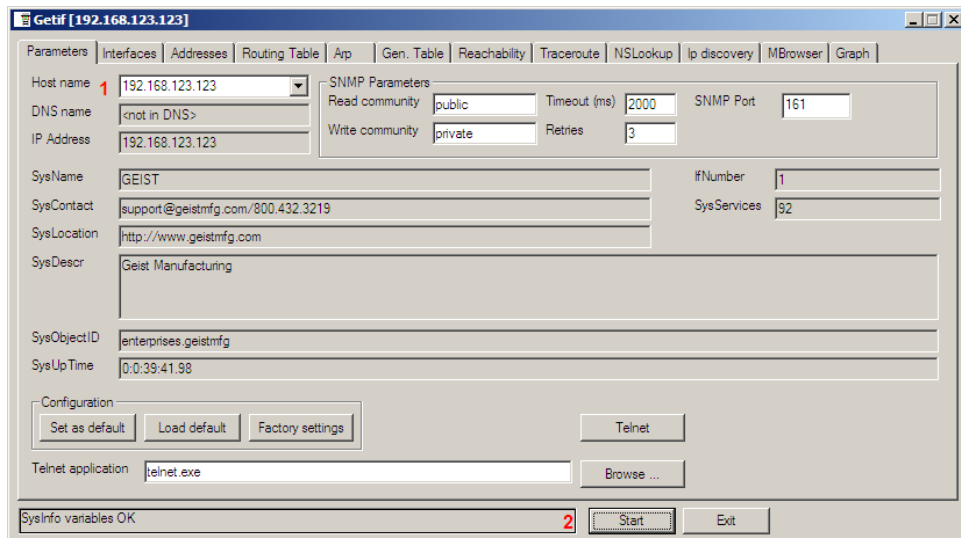 Getif [192.168.123.123]
Parameters Interfaces Addresses Routing Table Arp Gen. Table Reachability Traceroute NSLookup Ip discovery MBrowser Graph
Host name 1 192.168.123.123
DNS name <not in DNS>
IP Address 192.168.123.123
SNMP Parameters
Read community public Timeout (ms) 2000 SNMP Port 161
Write community private Retries 3
SysName GEIST IfNumber 1
SysContact support@geistmfg.com/800.432.3219 SysServices 92
SysLocation http://www.geistmfg.com
SysDescr Geist Manufacturing
SysObjectID enterprises.geistmfg
SysUpTime 0:0:39:41.98
Configuration
Set as default Load default Factory settings Telnet
Telnet application telnet.exe Browse ...
SysInfo variables OK 2 Start Exit